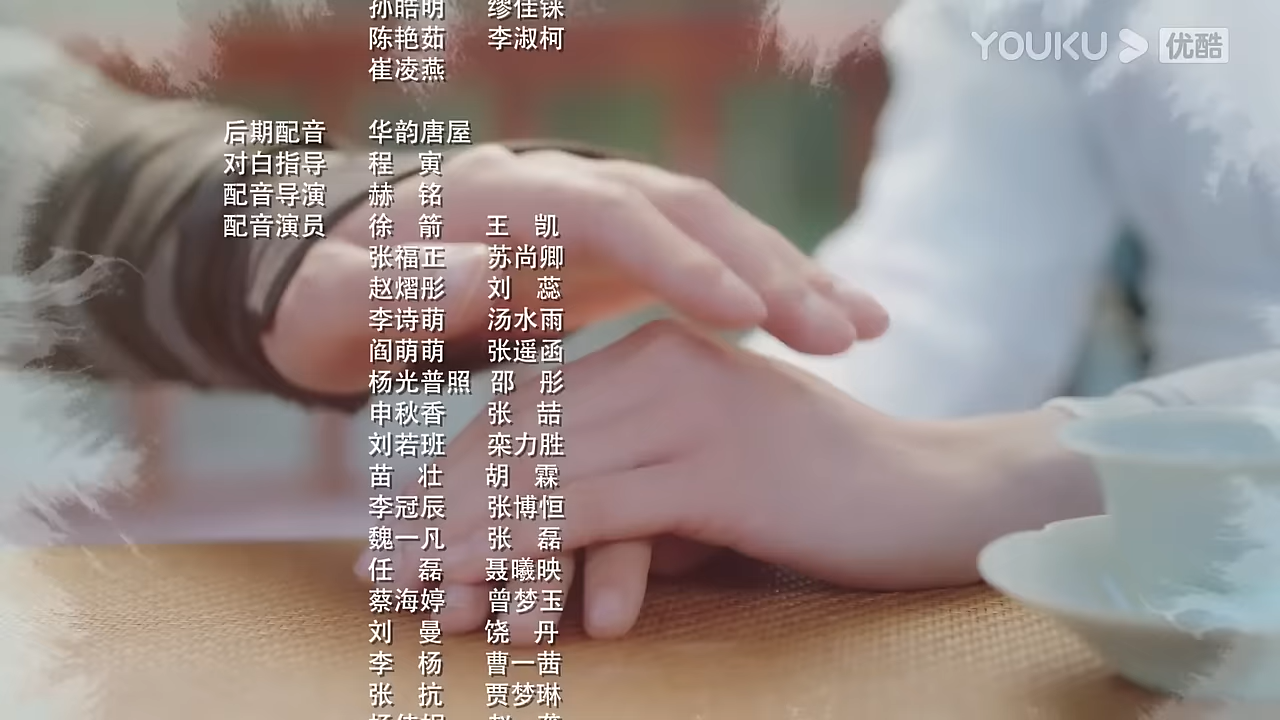 孙皓明 缪佳铼
陈艳茹 李淑柯
崔凌燕
YOUKU 优酷
后期配音 华韵唐屋
对白指导 程 寅
配音导演 赫 铭
配音演员 徐 箭 王 凯
张福正 苏尚卿
赵熠彤 刘 蕊
李诗萌 汤水雨
阎萌萌 张遥函
杨光普照 邵 彤
申秋香 张 喆
刘若班 栾力胜
苗 壮 胡 霖
李冠辰 张博恒
魏一凡 张 磊
任 磊 聂曦映
蔡海婷 曾梦玉
刘 曼 饶 丹
李 杨 曹一茜
张 抗 贾梦琳